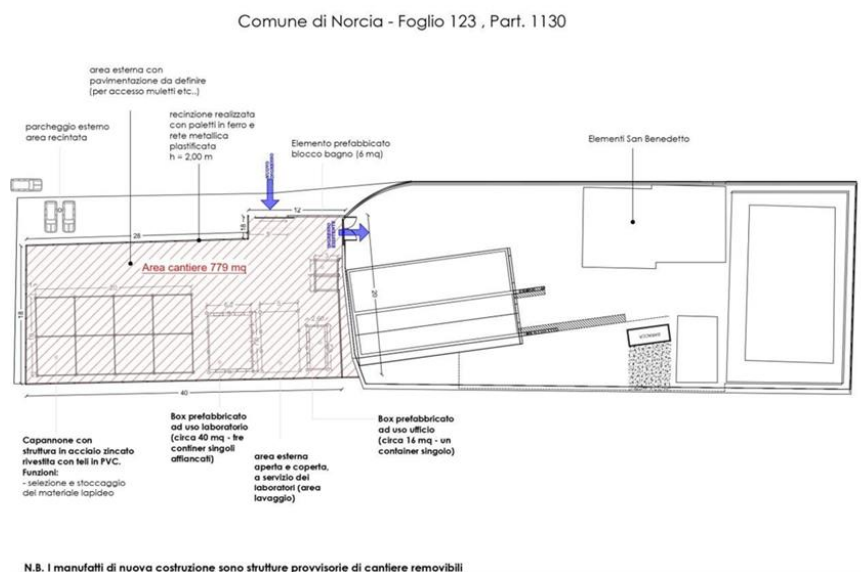 Comune di Norcia - Foglio 123 , Part. 1130
area esterna con
pavimentazione da definire
(per accesso muletti etc..)
recinzione realizzata
con paletti in ferro e
rete metallica
plastificata
h = 2,00 m
parcheggio esterno
area recintata
Elemento prefabbricato
blocco bagno (6 mq)
Elementi San Benedetto
12
28
18
20
40
Area cantiere 779 mq
Capannone con
struttura in acciaio zincato
rivestita con teli in PVC.
Funzioni:
- selezione e stoccaggio
del materiale lapideo
Box prefabbricato
ad uso laboratorio
(circa 40 mq - tre
continer singoli
affiancati)
area esterna
aperta e coperta,
a servizio dei
laboratori (area
lavaggio)
Box prefabbricato
ad uso ufficio
(circa 16 mq - un
container singolo)
N.B. I manufatti di nuova costruzione sono strutture provvisorie di cantiere removibili